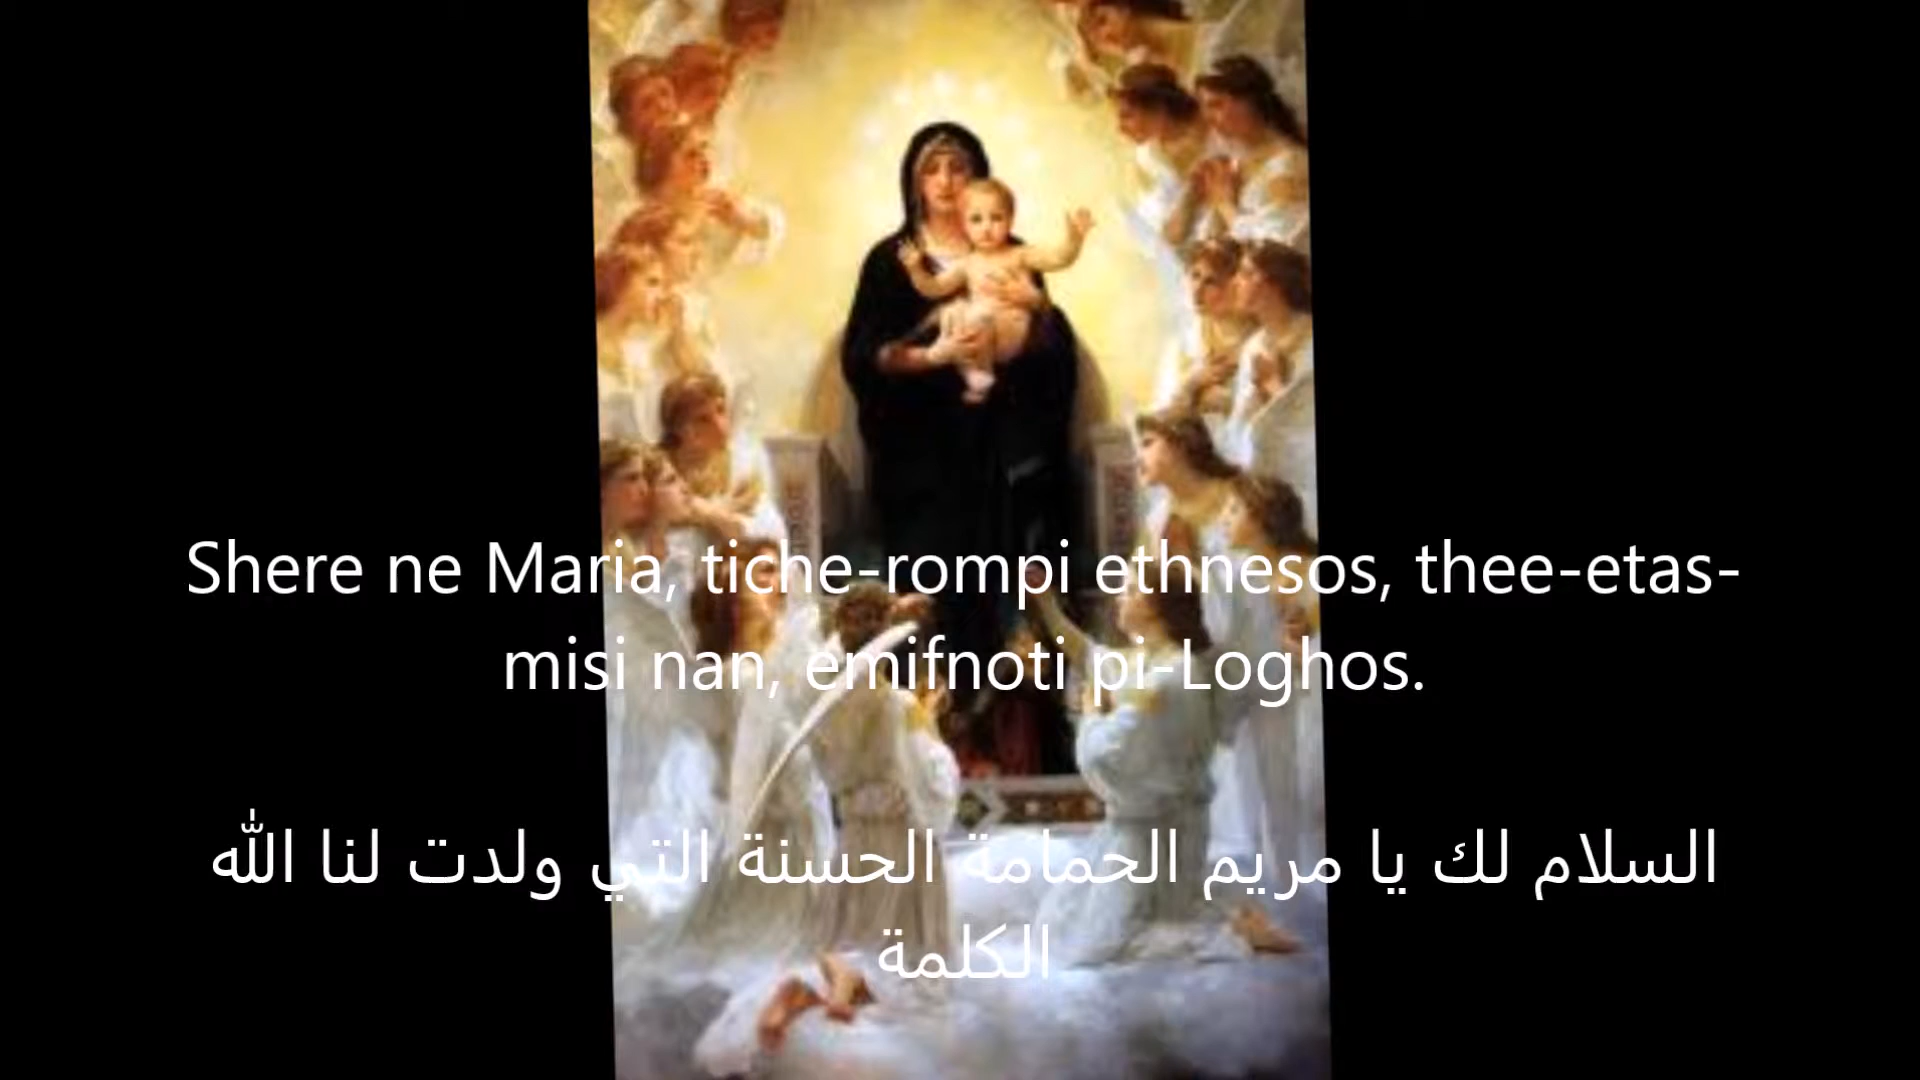 Shere ne Maria, tiche-rompi ethnesos, thee-etas-
misi nan, emifnoti pi-Loghos.
السلام لك يا مريم الحمامة الحسنة التي ولدت لنا الله
الكلمة